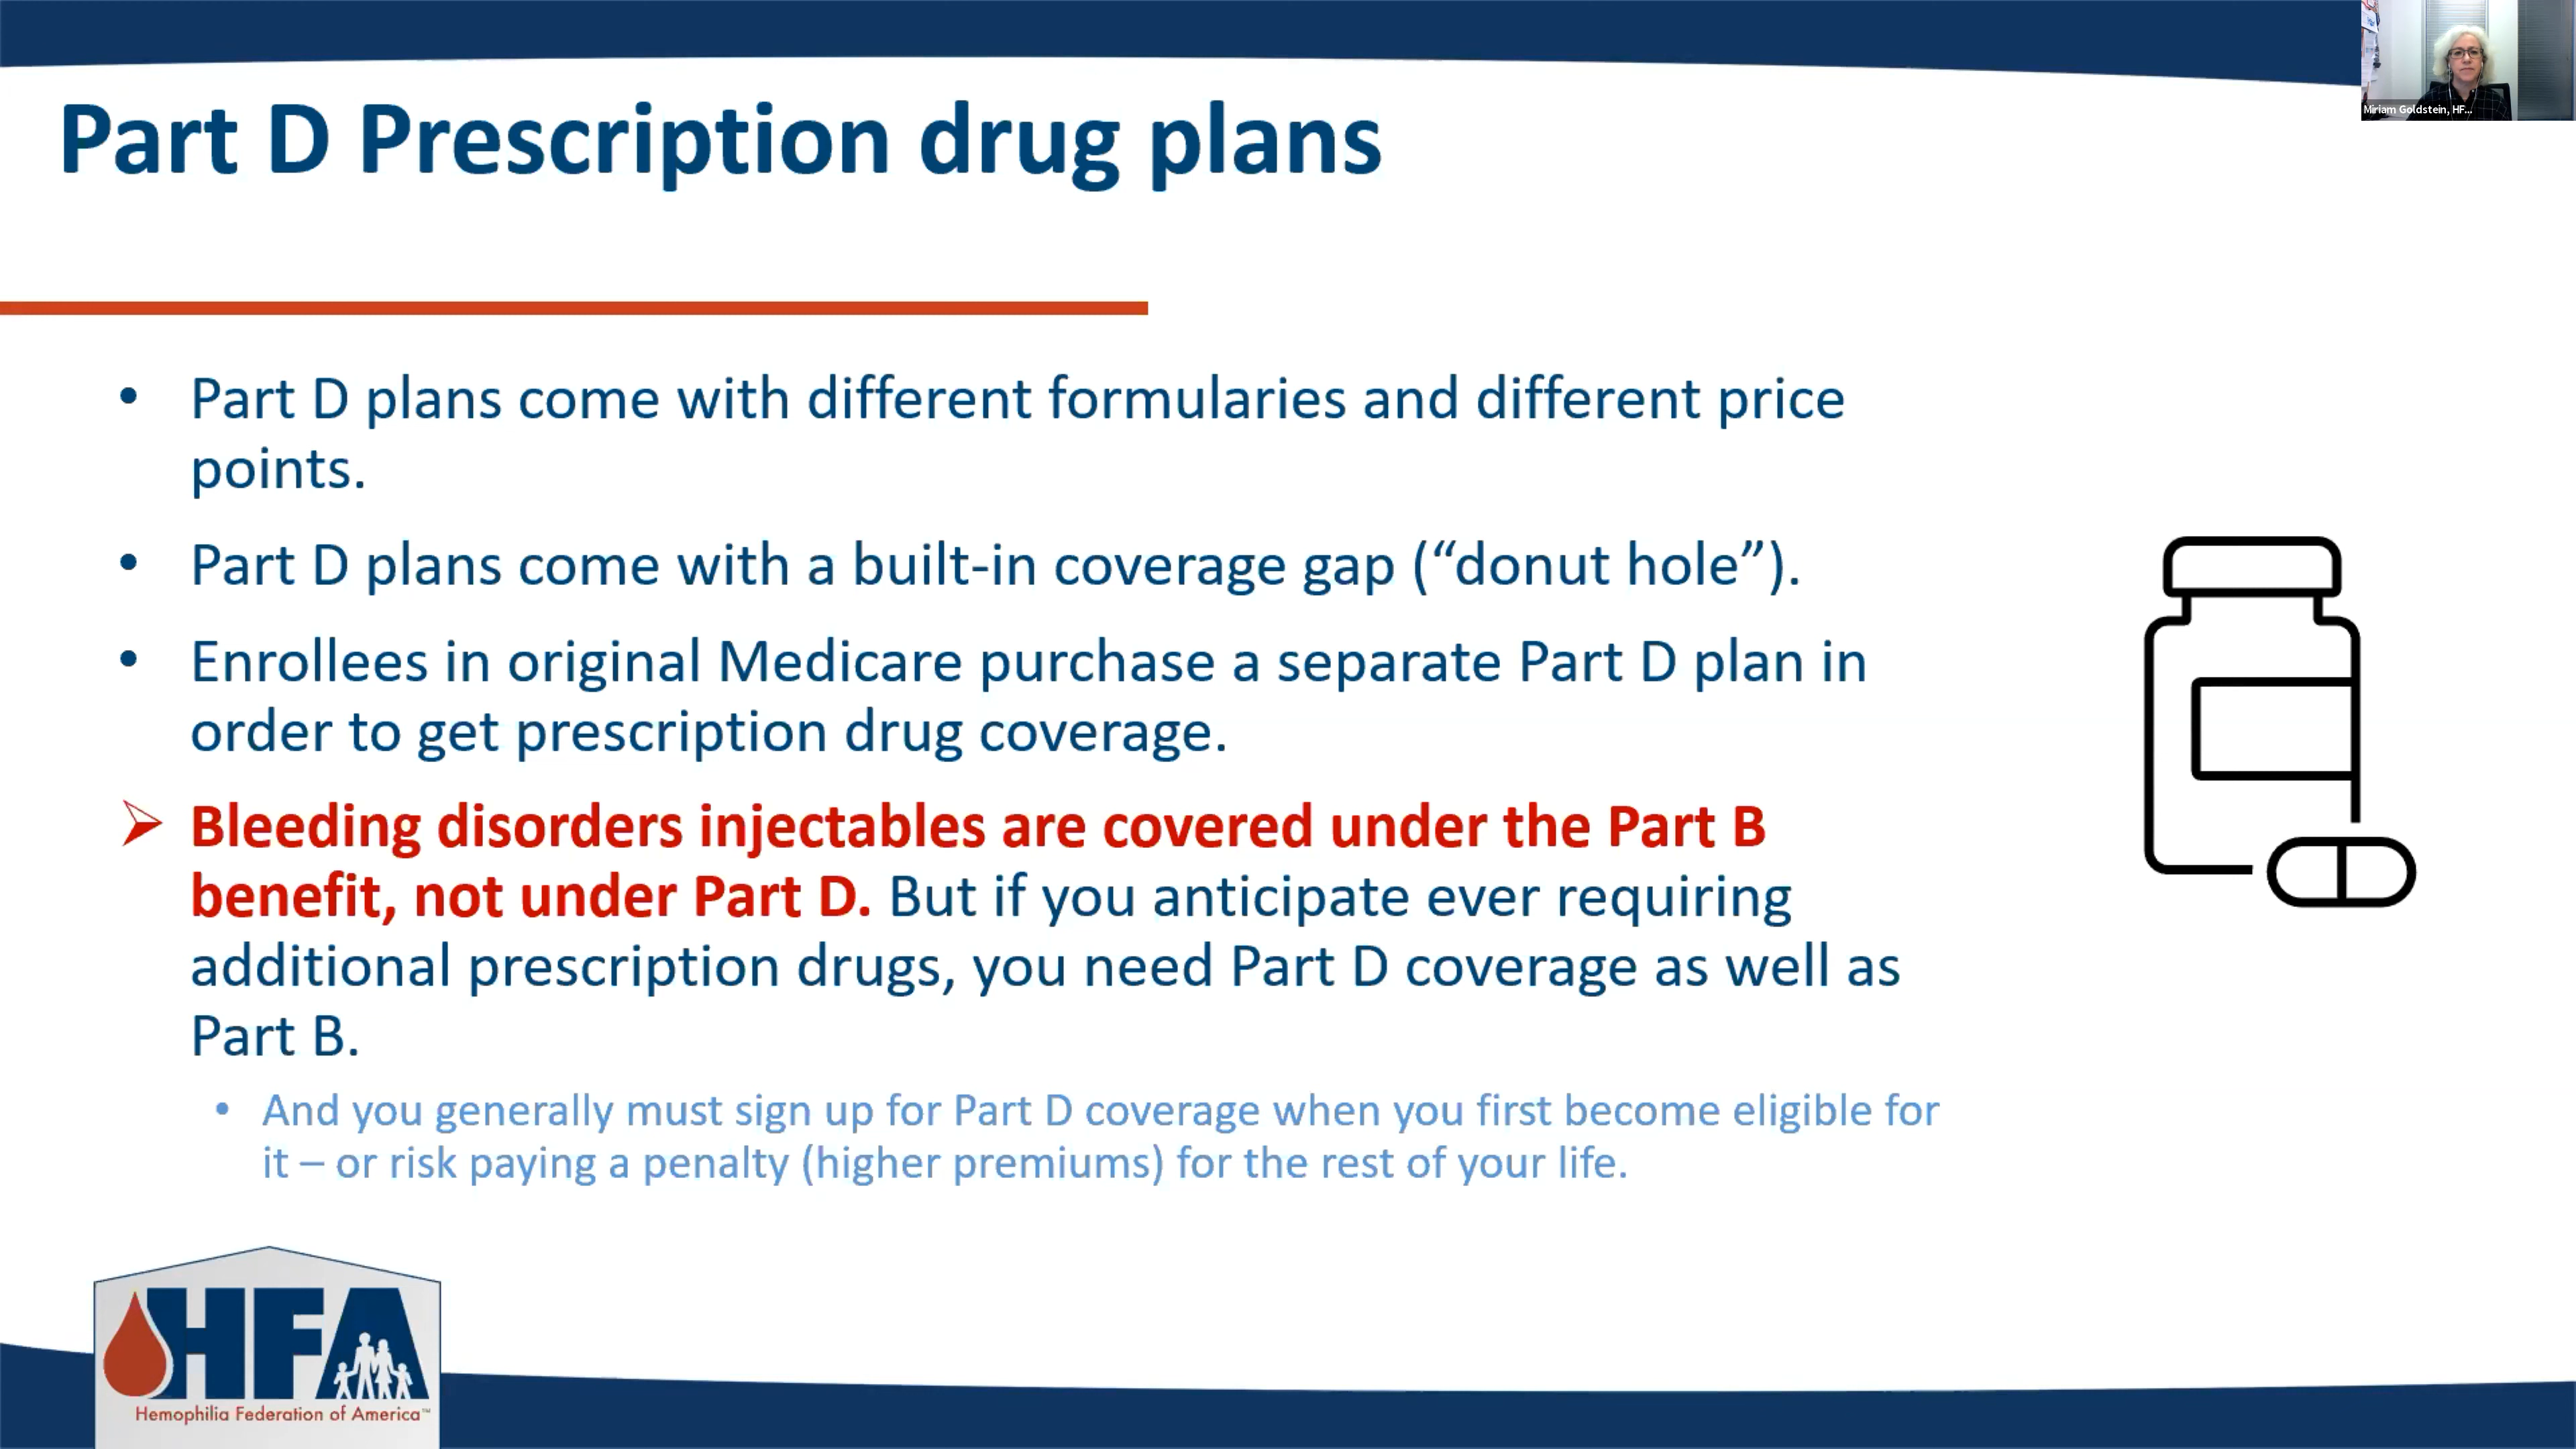 Miriam Goldstein, HF...
Part D Prescription drug plans
• Part D plans come with different formularies and different price
points.
• Part D plans come with a built-in coverage gap (“donut hole”).
• Enrollees in original Medicare purchase a separate Part D plan in
order to get prescription drug coverage.
➢ Bleeding disorders injectables are covered under the Part B
benefit, not under Part D. But if you anticipate ever requiring
additional prescription drugs, you need Part D coverage as well as
Part B.
• And you generally must sign up for Part D coverage when you first become eligible for
it – or risk paying a penalty (higher premiums) for the rest of your life.
HFA
Hemophilia Federation of America™